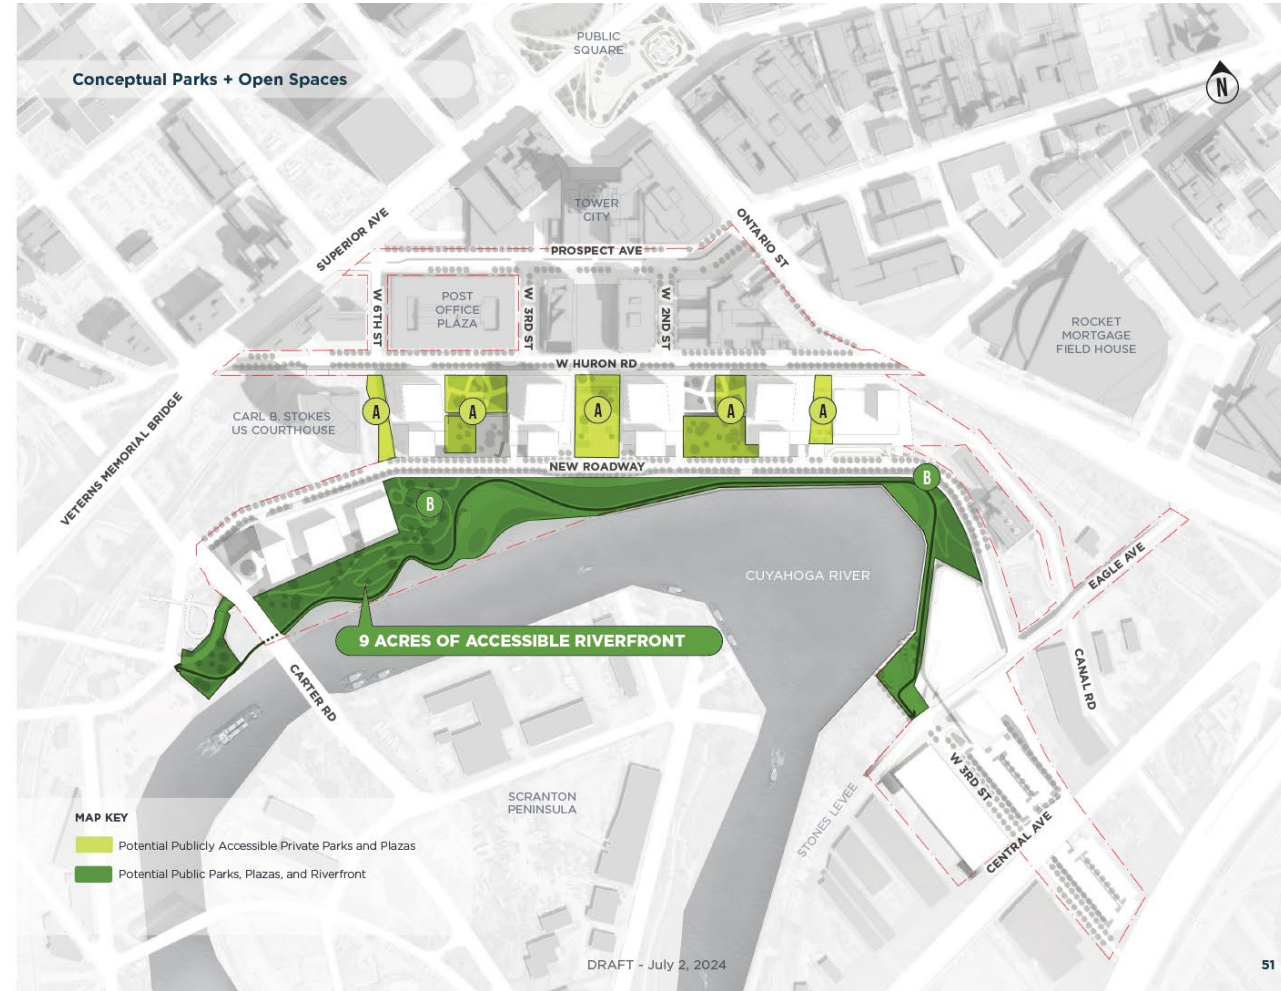 PUBLIC
SQUARE
Conceptual Parks + Open Spaces
N
TOWER
CITY
SUPERIOR AVE
ONTARIO ST
PROSPECT AVE
W 6TH ST
POST
OFFICE
PLAZA
W 3RD ST
W 2ND ST
ROCKET
MORTGAGE
FIELD HOUSE
W HURON RD
VETERNS MEMORIAL BRIDGE
CARL B. STOKES
US COURTHOUSE
A
A
A
A
A
NEW ROADWAY
B
B
CUYAHOGA RIVER
EAGLE AVE
9 ACRES OF ACCESSIBLE RIVERFRONT
CARTER RD
CANAL RD
W 3RD ST
SCRANTON
PENINSULA
STONES LEVEE
CENTRAL AVE
MAP KEY
Potential Publicly Accessible Private Parks and Plazas
Potential Public Parks, Plazas, and Riverfront
DRAFT - July 2, 2024
51